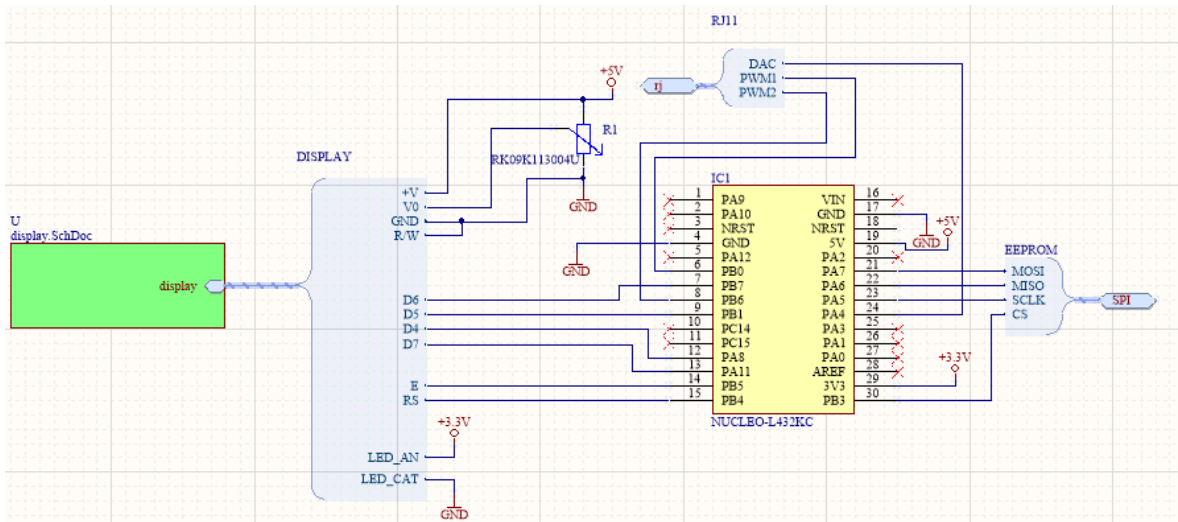 RJ11
DAC
PWM1
PWM2
rj
+5V
R1
RK09K113004U
GND
DISPLAY
+V
V0
GND
R/W
D6
D5
D4
D7
E
RS
LED_AN
LED_CAT
+3.3V
GND
U
display.SchDoc
display
GND
IC1
1 PA9 VIN 16
2 PA10 GND 17
3 NRST NRST 18
4 GND 5V 19
5 PA12 PA2 20
6 PB0 PA7 21
7 PB7 PA6 22
8 PB6 PA5 23
9 PB1 PA4 24
10 PC14 PA3 25
11 PC15 PA1 26
12 PA8 PA0 27
13 PA11 AREF 28
14 PB5 3V3 29
15 PB4 PB3 30
NUCLEO-L432KC
GND
+5V
+3.3V
EEPROM
MOSI
MISO
SCLK
CS
SPI